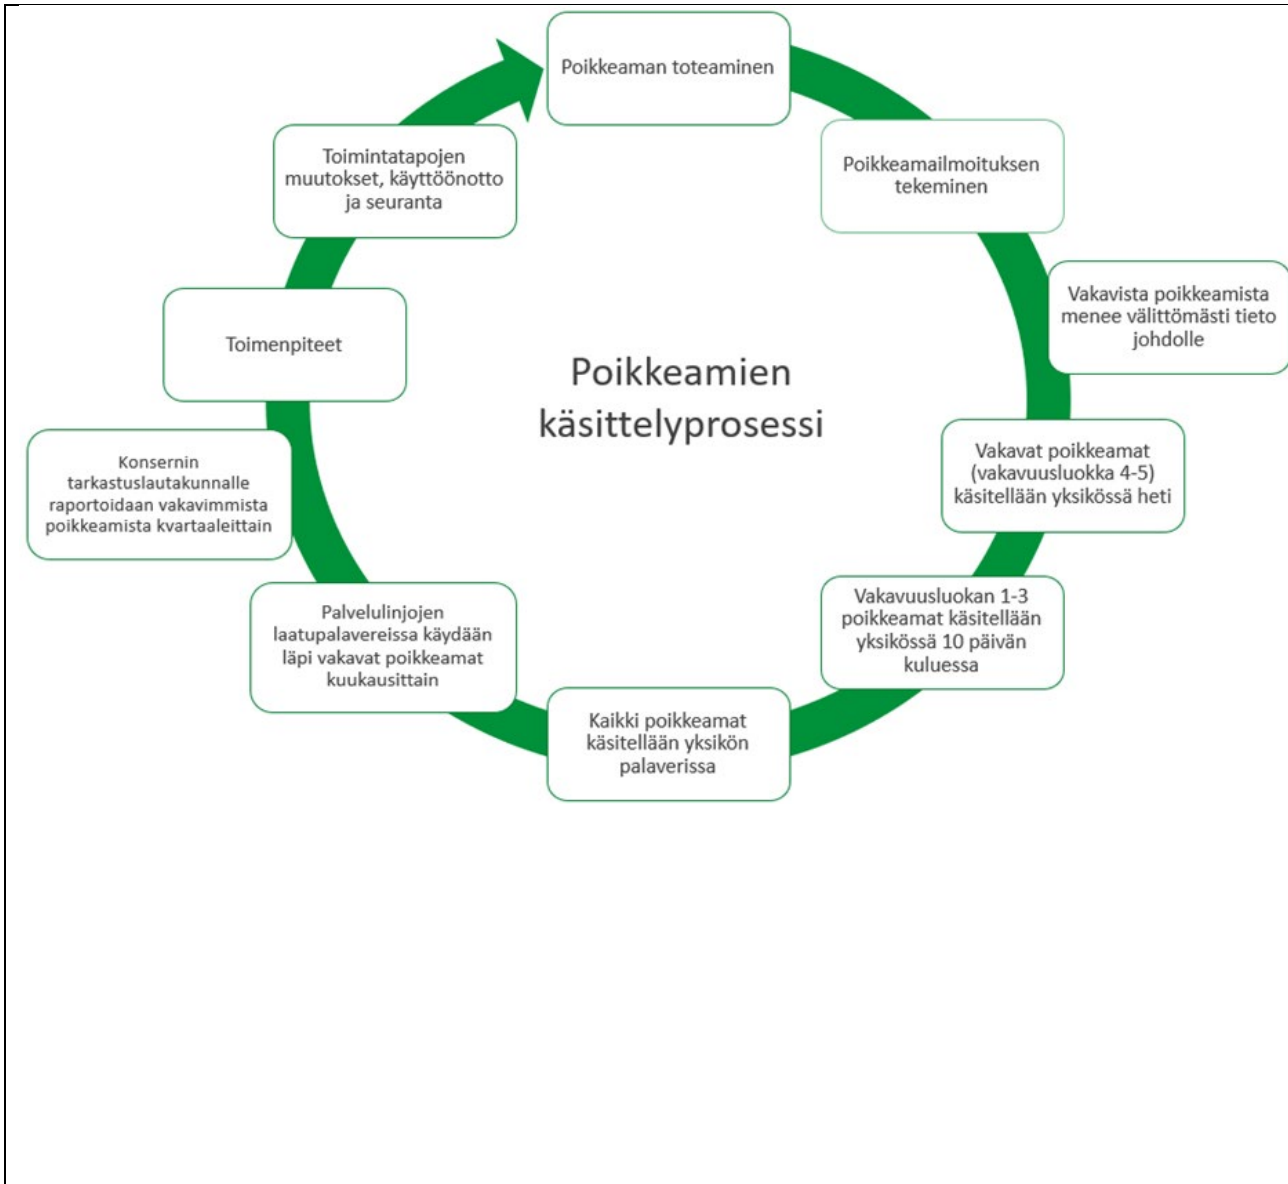 Poikkeaman toteaminen
Poikkeamailmoituksen
tekeminen
Vakavista poikkeamista
menee välittömästi tieto
johdolle
Vakavat poikkeamat
(vakavuusluokka 4-5)
käsitellään yksikössä heti
Vakavuusluokan 1-3
poikkeamat käsitellään
yksikössä 10 päivän
kuluessa
Kaikki poikkeamat
käsitellään yksikön
palaverissa
Palvelulinjojen
laatupalavereissa käydään
läpi vakavat poikkeamat
kuukausittain
Konsernin
tarkastuslautakunnalle
raportoidaan vakavimmista
poikkeamista kvartaaleittain
Toimenpiteet
Toimintatapojen
muutokset, käyttöönotto
ja seuranta
Poikkeamien
käsittelyprosessi